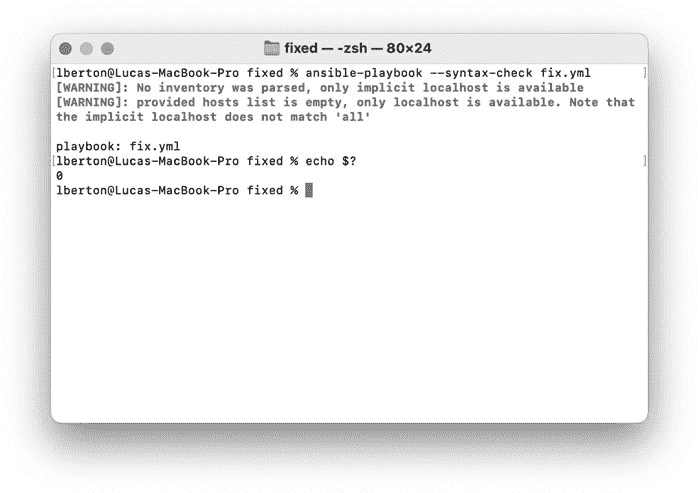 fixed — -zsh — 80×24
[lberton@Lucas-MacBook-Pro fixed % ansible-playbook --syntax-check fix.yml ]
[WARNING]: No inventory was parsed, only implicit localhost is available
[WARNING]: provided hosts list is empty, only localhost is available. Note that
the implicit localhost does not match 'all'
playbook: fix.yml
[lberton@Lucas-MacBook-Pro fixed % echo $? ]
0
lberton@Lucas-MacBook-Pro fixed %